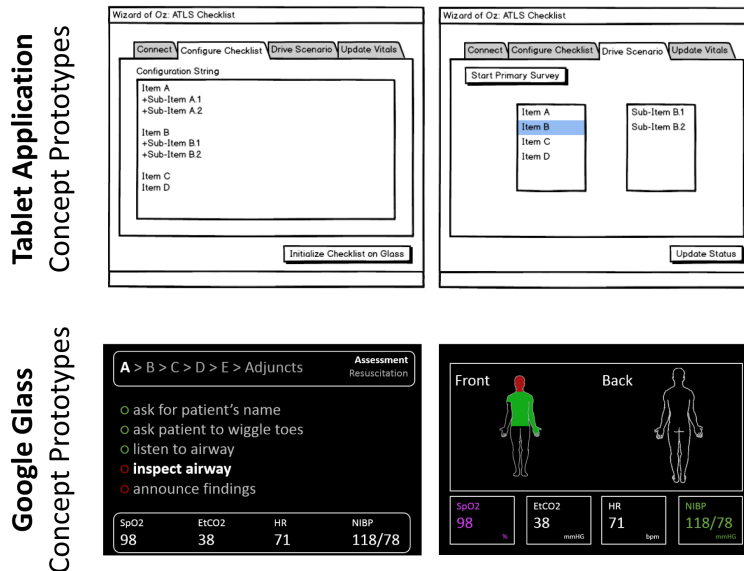 Tablet Application
Concept Prototypes
Wizard of Oz: ATLS Checklist
Connect
Configure Checklist
Drive Scenario
Update Vitals
Configuration String
Item A
+Sub-Item A.1
+Sub-Item A.2
Item B
+Sub-Item B.1
+Sub-Item B.2
Item C
Item D
Initialize Checklist on Glass
Wizard of Oz: ATLS Checklist
Connect
Configure Checklist
Drive Scenario
Update Vitals
Start Primary Survey
Item A
Item B
Item C
Item D
Sub-Item B.1
Sub-Item B.2
Update Status
Google Glass
Concept Prototypes
A > B > C > D > E > Adjuncts
Assessment
Resuscitation
ask for patient's name
ask patient to wiggle toes
listen to airway
inspect airway
announce findings
SpO2 EtCO2 HR NIBP
98 38 71 118/78
Front Back
SpO2
98
%
EtCO2
38
mmHG
HR
71
bpm
NIBP
118/78
mmHG